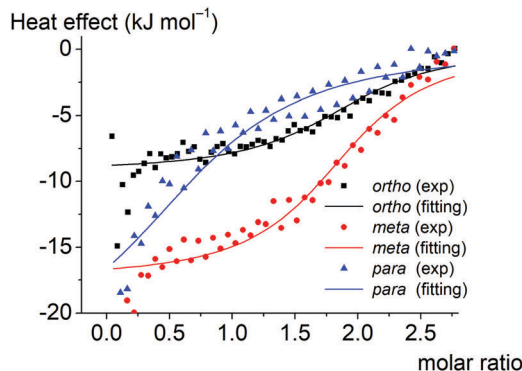 Heat effect (kJ mol⁻¹)
0
-5
-10
-15
-20
ortho (exp)
ortho (fitting)
meta (exp)
meta (fitting)
para (exp)
para (fitting)
0.0 0.5 1.0 1.5 2.0 2.5
molar ratio